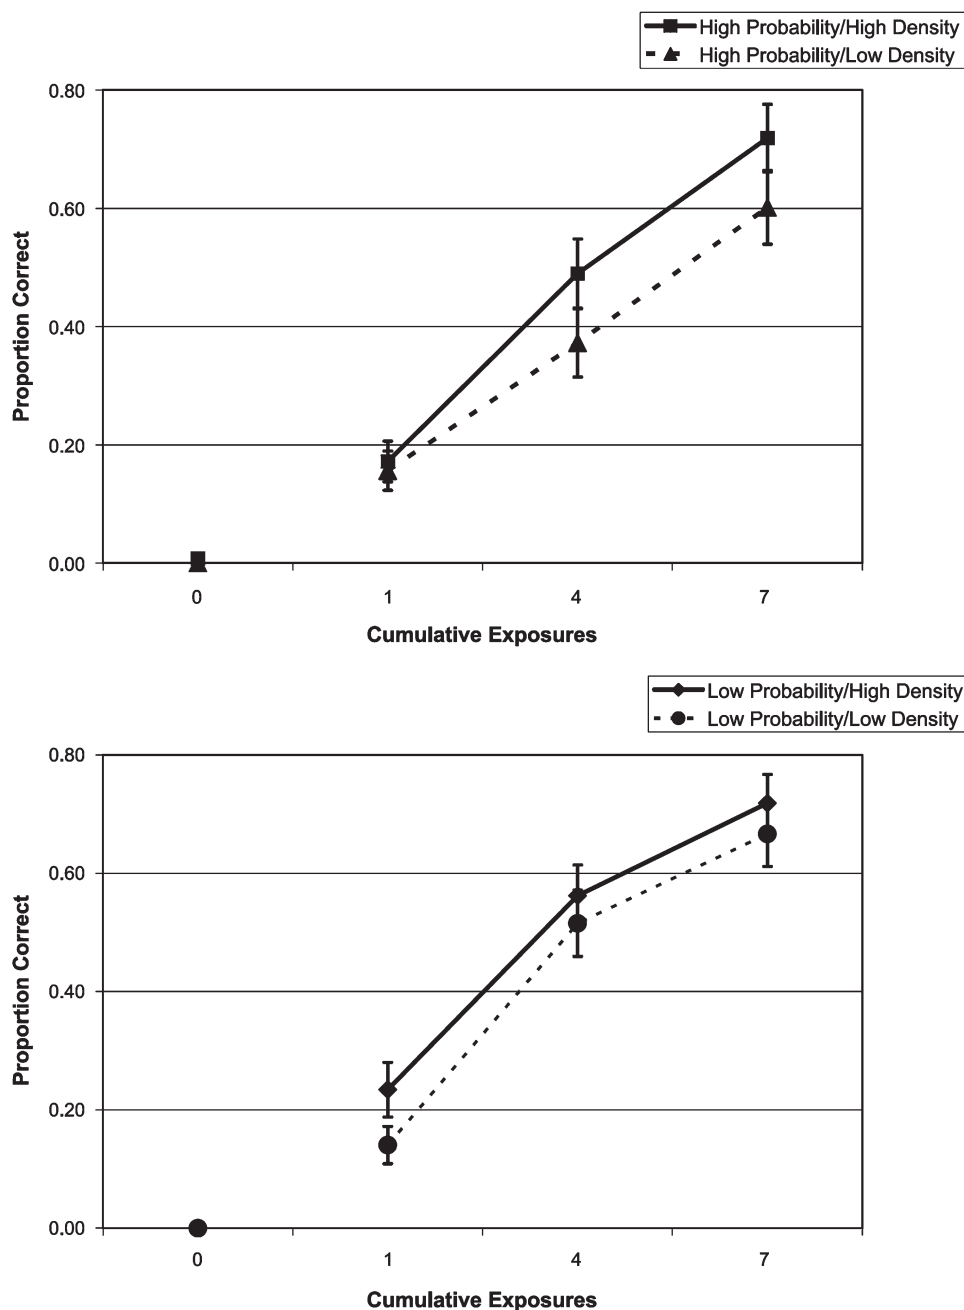 High Probability/High Density
High Probability/Low Density
0.80
0.60
0.40
0.20
0.00
Proportion Correct
0 1 4 7
Cumulative Exposures
Low Probability/High Density
Low Probability/Low Density
0.80
0.60
0.40
0.20
0.00
Proportion Correct
0 1 4 7
Cumulative Exposures